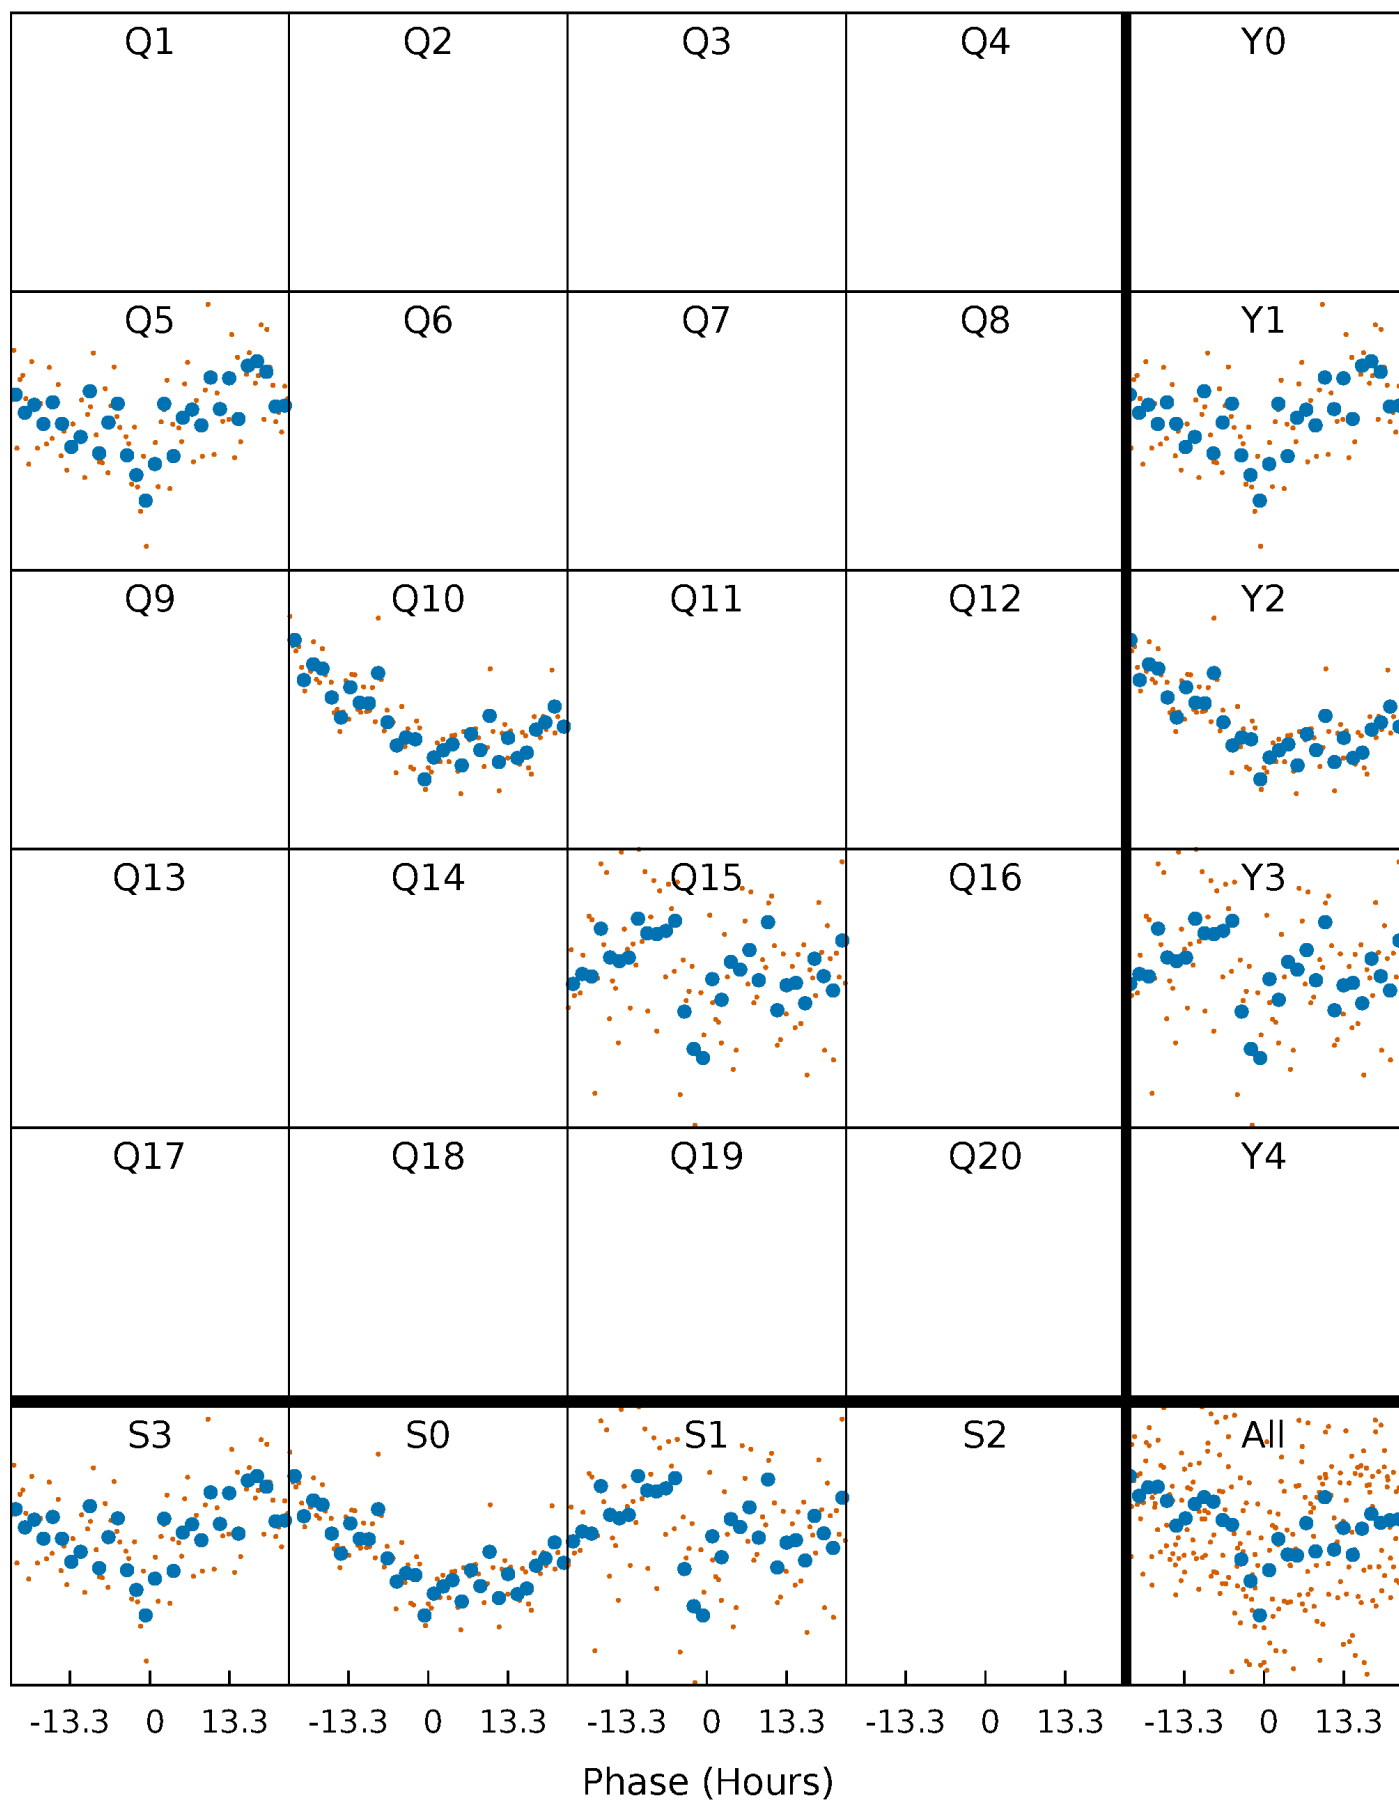 Q1 Q2 Q3 Q4 Y0
Q5 Q6 Q7 Q8 Y1
Q9 Q10 Q11 Q12 Y2
Q13 Q14 Q15 Q16 Y3
Q17 Q18 Q19 Q20 Y4
S3 S0 S1 S2 All
-13.3 0 13.3 -13.3 0 13.3 -13.3 0 13.3 -13.3 0 13.3 -13.3 0 13.3
Phase (Hours)